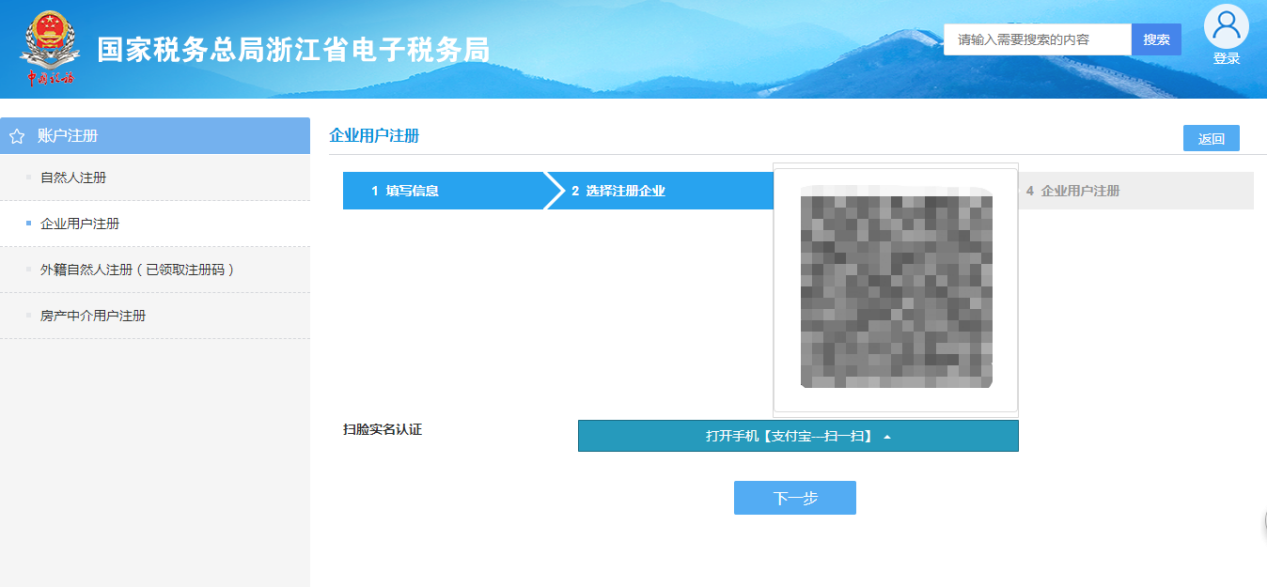 国家税务总局浙江省电子税务局
中国税务
请输入需要搜索的内容
搜索
登录
账户注册
自然人注册
企业用户注册
外籍自然人注册（已领取注册码）
房产中介用户注册
企业用户注册
返回
1 填写信息
2 选择注册企业
4 企业用户注册
扫脸实名认证
打开手机【支付宝—扫一扫】
下一步